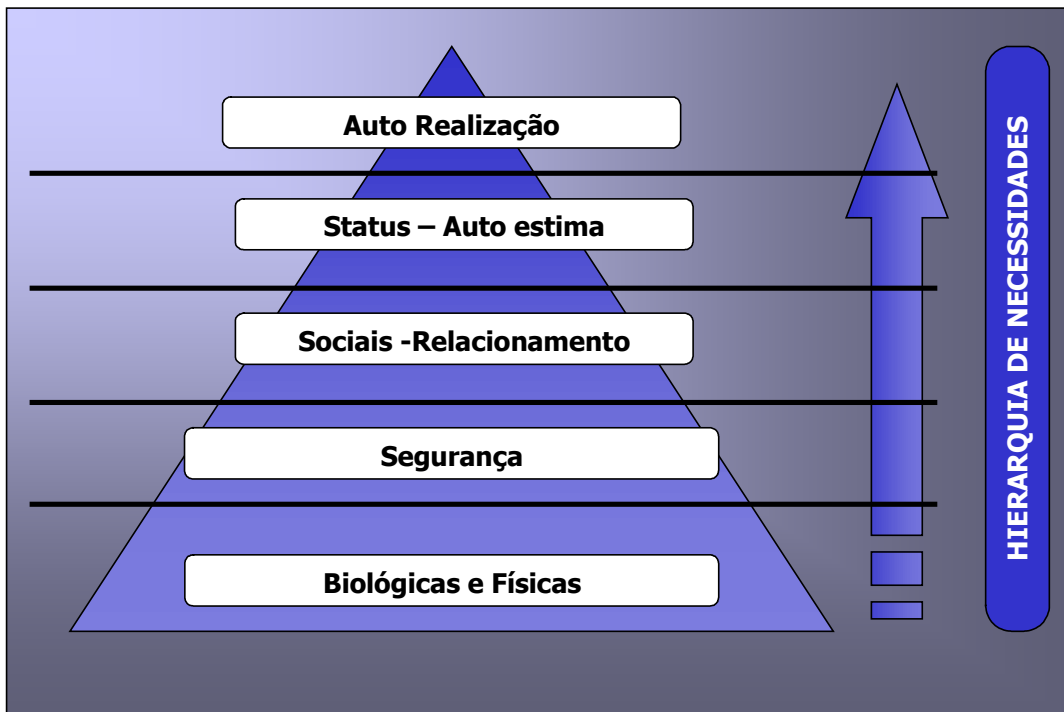 Auto Realização
Status – Auto estima
Sociais -Relacionamento
Segurança
Biológicas e Físicas
HIERARQUIA DE NECESSIDADES